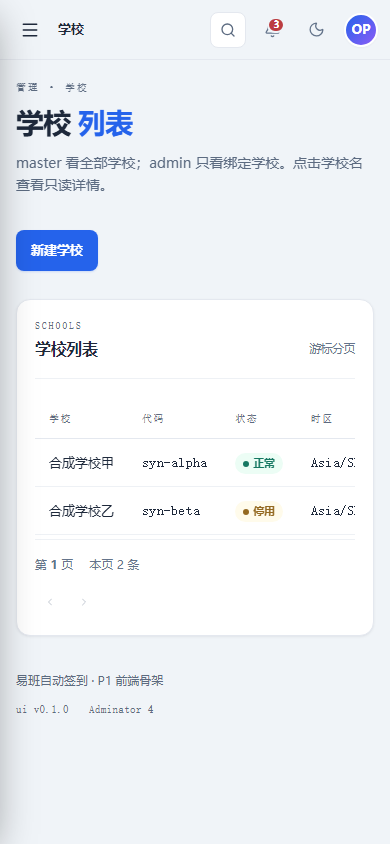 学校
3
OP
管理 • 学校
学校 列表
master 看全部学校；admin 只看绑定学校。点击学校名
查看只读详情。
新建学校
SCHOOLS
学校列表
游标分页
学校 代码 状态 时区
合成学校甲 syn-alpha 正常 Asia/S
合成学校乙 syn-beta 停用 Asia/S
第 1 页 本页 2 条
易班自动签到 · P1 前端骨架
ui v0.1.0 Adminator 4